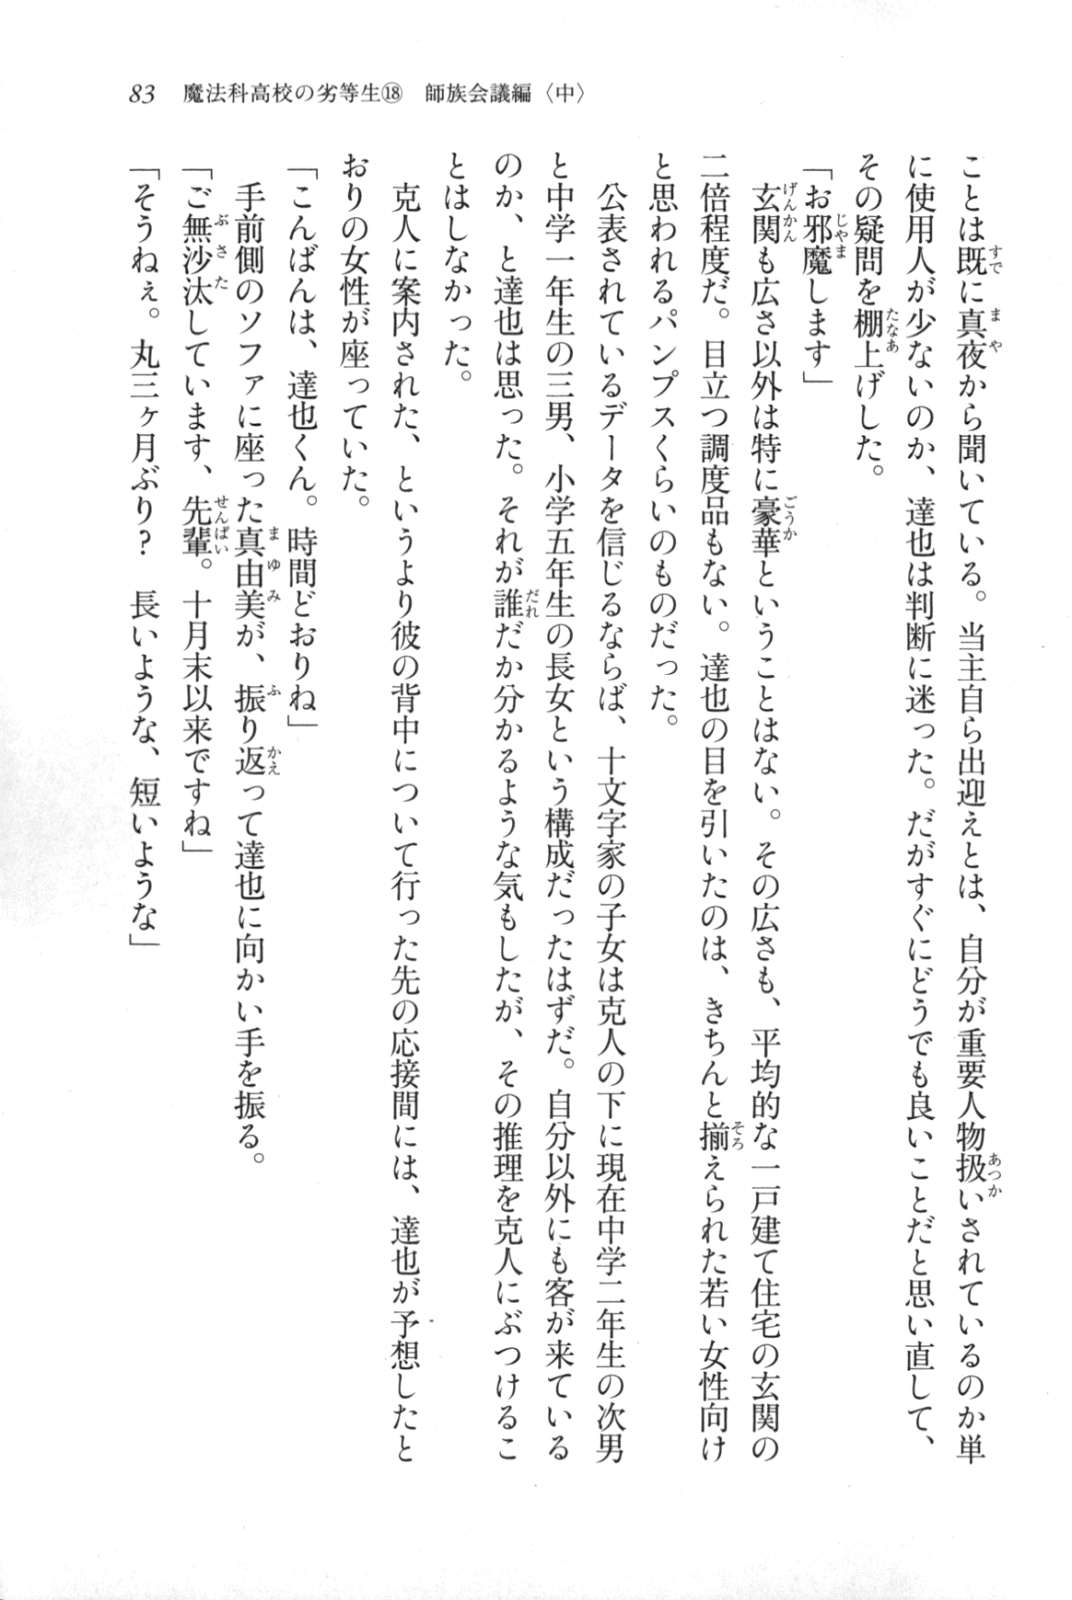 83　魔法科高校の劣等生⑱　師族会議編〈中〉
ことは既に真夜から聞いている。当主自ら出迎えとは、自分が重要人物扱いされているのか単
に使用人が少ないのか、達也は判断に迷った。だがすぐにどうでも良いことだと思い直して、
その疑問を棚上げした。
「お邪魔します」
　玄関も広さ以外は特に豪華ということはない。その広さも、平均的な一戸建て住宅の玄関の
二倍程度だ。目立つ調度品もない。達也の目を引いたのは、きちんと揃えられた若い女性向け
と思われるパンプスくらいのものだった。
　公表されているデータを信じるならば、十文字家の子女は克人の下に現在中学二年生の次男
と中学一年生の三男、小学五年生の長女という構成だったはずだ。自分以外にも客が来ている
のか、と達也は思った。それが誰だか分かるような気もしたが、その推理を克人にぶつけるこ
とはしなかった。
　克人に案内された、というより彼の背中について行った先の応接間には、達也が予想したと
おりの女性が座っていた。
「こんばんは、達也くん。時間どおりね」
　手前側のソファに座った真由美が、振り返って達也に向かい手を振る。
「ご無沙汰しています、先輩。十月末以来ですね」
「そうねぇ。丸三ヶ月ぶり？　長いような、短いような」